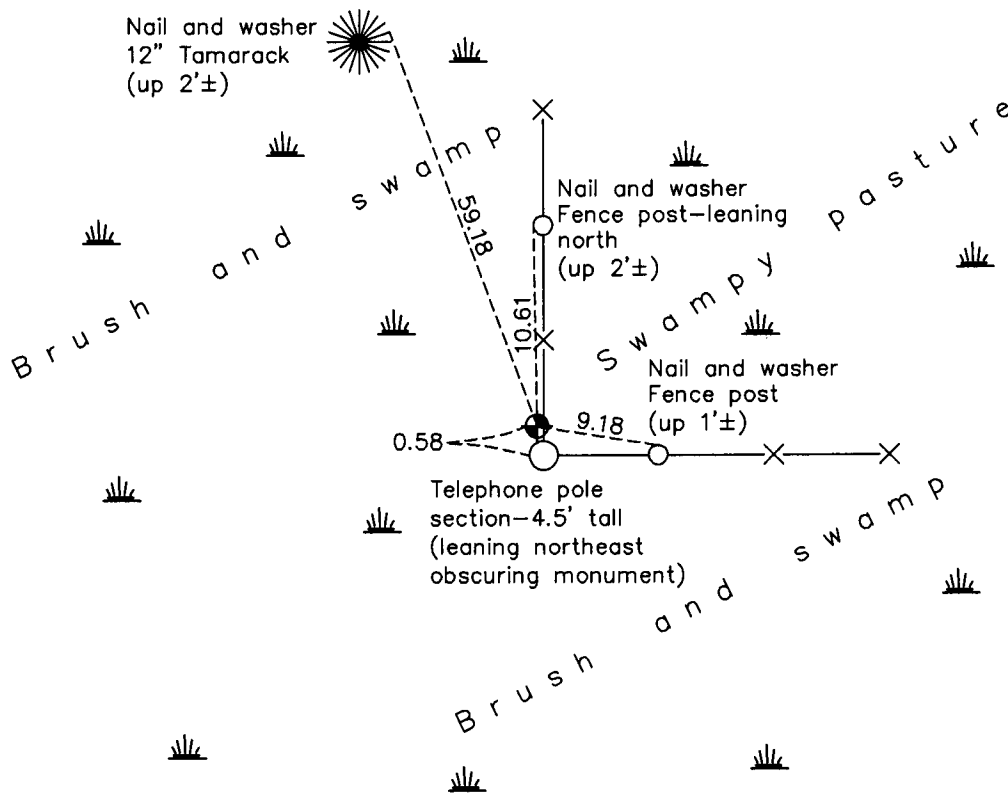 Nail and washer
12" Tamarack
(up 2'±)
Brush and swamp
59.18
Nail and washer
Fence post-leaning
north
(up 2'±)
10.61
Swampy pasture
Nail and washer
Fence post
(up 1'±)
9.18
0.58
Telephone pole
section-4.5' tall
(leaning northeast
obscuring monument)
Brush and swamp